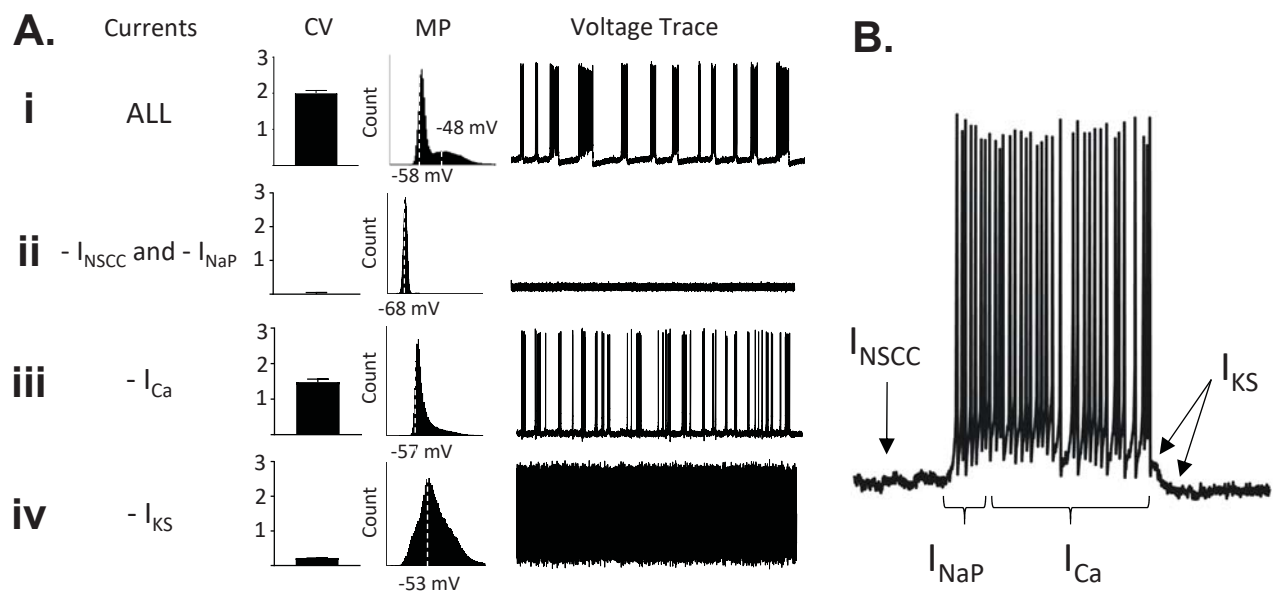 A. Currents CV MP Voltage Trace B.
i ALL 3 2 1 Count -48 mV -58 mV
ii - I_NSCC and - I_NaP 3 2 1 Count -68 mV
iii - I_Ca 3 2 1 Count -57 mV
iv - I_KS 3 2 1 Count -53 mV
I_NSCC
I_KS
I_NaP I_Ca